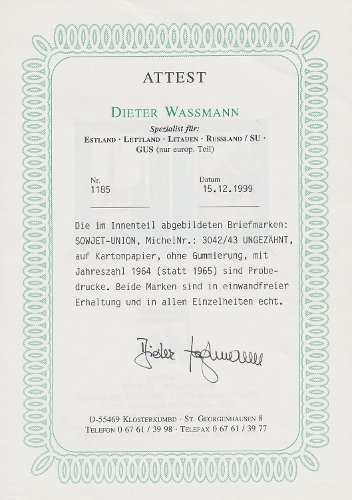 ATTEST
DIETER WASSMANN
Spezialist für:
ESTLAND · LETTLAND · LITAUEN · RUSSLAND / SU ·
GUS (nur europ. Teil)
Nr.
1185
Datum
15.12.1999
Die im Innenteil abgebildeten Briefmarken:
SOWJET-UNION, MichelNr.: 3042/43 UNGEZÄHNT,
auf Kartonpapier, ohne Gummierung, mit
Jahreszahl 1964 (statt 1965) sind Probe-
drucke. Beide Marken sind in einwandfreier
Erhaltung und in allen Einzelheiten echt.
Dieter Waßmann
D-55469 KLOSTERKUMBD · ST. GEORGENHAUSEN 8
TELEFON 0 67 61 / 39 98 · TELEFAX 0 67 61 / 39 77